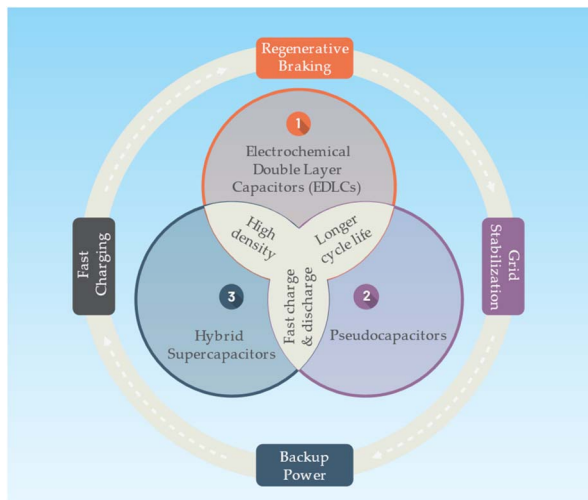 Regenerative
Braking
1
Electrochemical
Double Layer
Capacitors (EDLCs)
High
density
Longer
cycle life
Fast
Charging
Grid
Stabilization
3
Fast charge
& discharge
2
Hybrid
Supercapacitors
Pseudocapacitors
Backup
Power